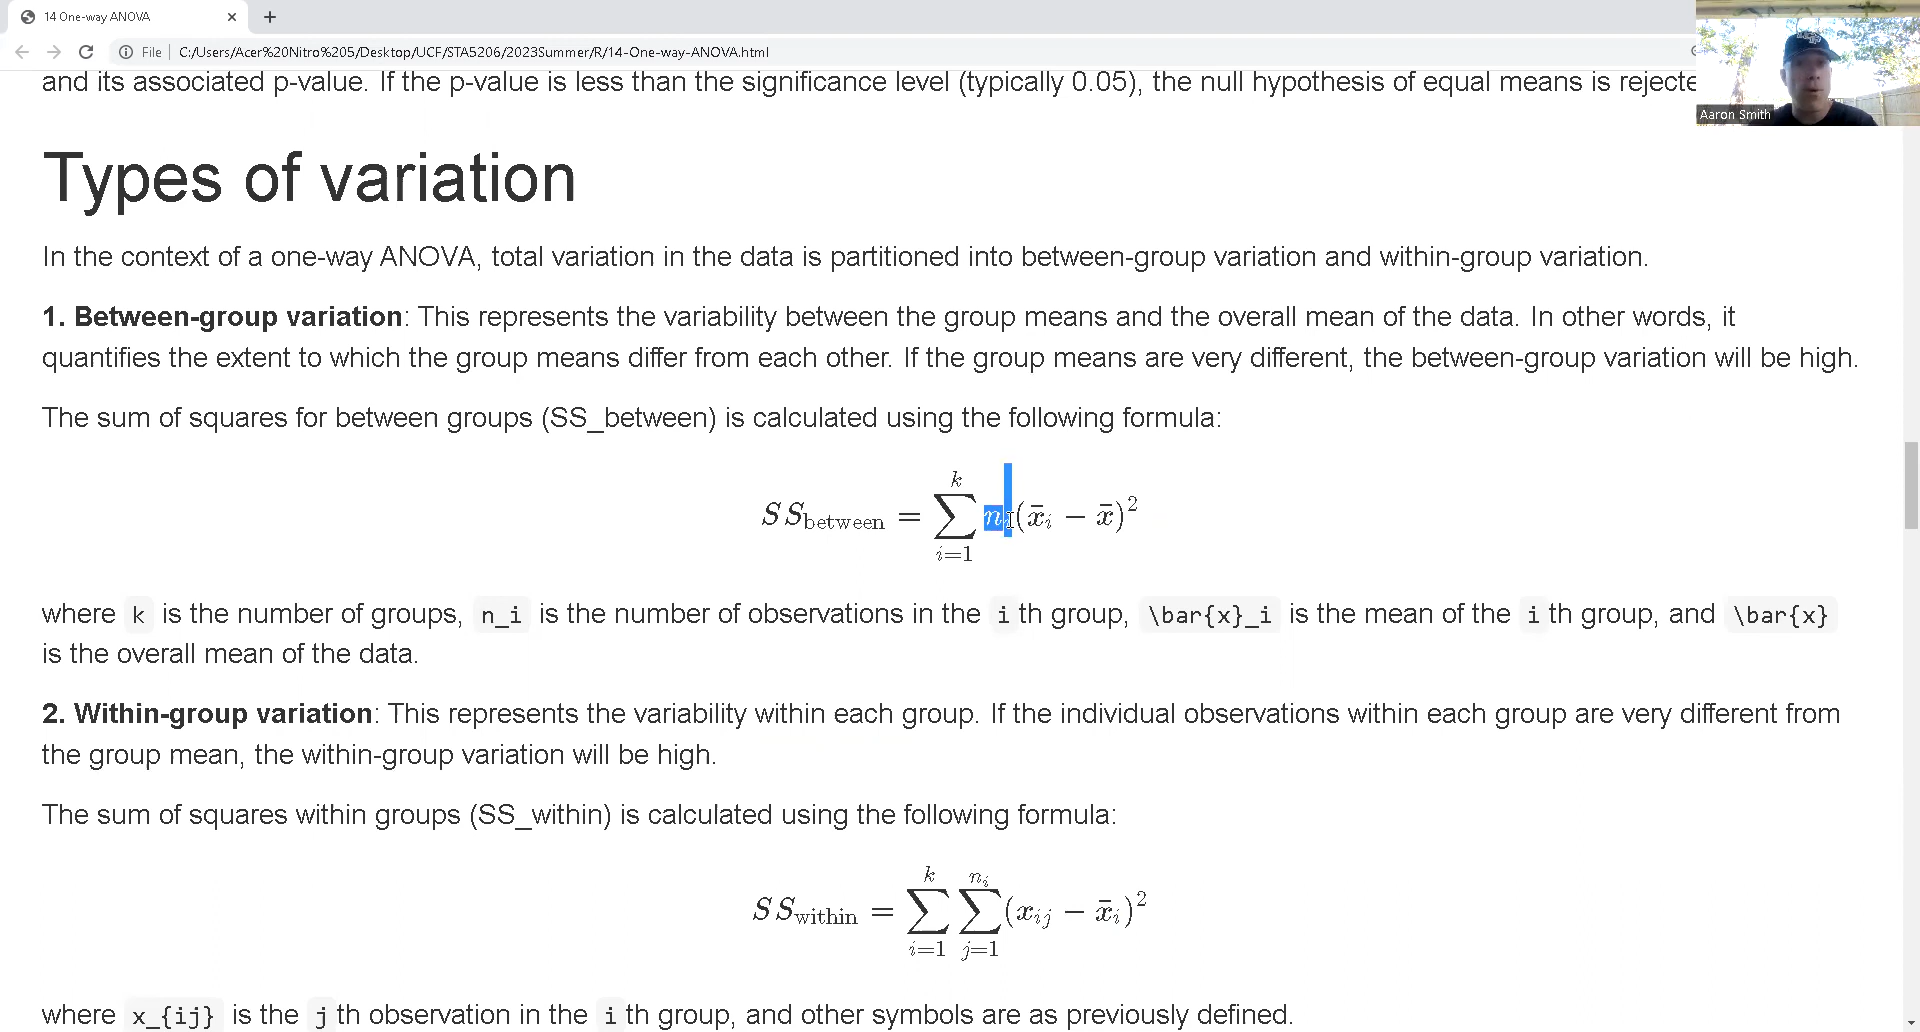 14 One-way ANOVA
File C:/Users/Acer%20Nitro%205/Desktop/UCF/STA5206/2023Summer/R/14-One-way-ANOVA.html
and its associated p-value. If the p-value is less than the significance level (typically 0.05), the null hypothesis of equal means is rejecte
Aaron Smith
Types of variation
In the context of a one-way ANOVA, total variation in the data is partitioned into between-group variation and within-group variation.
1. Between-group variation: This represents the variability between the group means and the overall mean of the data. In other words, it
quantifies the extent to which the group means differ from each other. If the group means are very different, the between-group variation will be high.
The sum of squares for between groups (SS_between) is calculated using the following formula:
SS_between = ∑_{i=1}^{k} n_i(x̄_i − x̄)^2
where k is the number of groups, n_i is the number of observations in the i th group, \bar{x}_i is the mean of the i th group, and \bar{x}
is the overall mean of the data.
2. Within-group variation: This represents the variability within each group. If the individual observations within each group are very different from
the group mean, the within-group variation will be high.
The sum of squares within groups (SS_within) is calculated using the following formula:
SS_within = ∑_{i=1}^{k} ∑_{j=1}^{n_i} (x_{ij} − x̄_i)^2
where x_{ij} is the j th observation in the i th group, and other symbols are as previously defined.